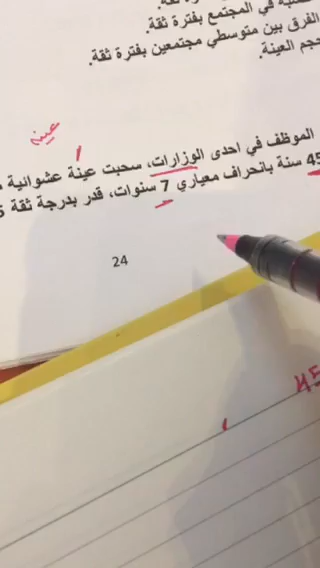 في المجتمع بفترة ثقة.
الفرق بين متوسطي مجتمعين بفترة ثقة.
حجم العينة.
عينة
الموظف في احدى الوزارات، سحبت عينة عشوائية
45 سنة بانحراف معياري 7 سنوات، قدر بدرجة ثقة
24
45